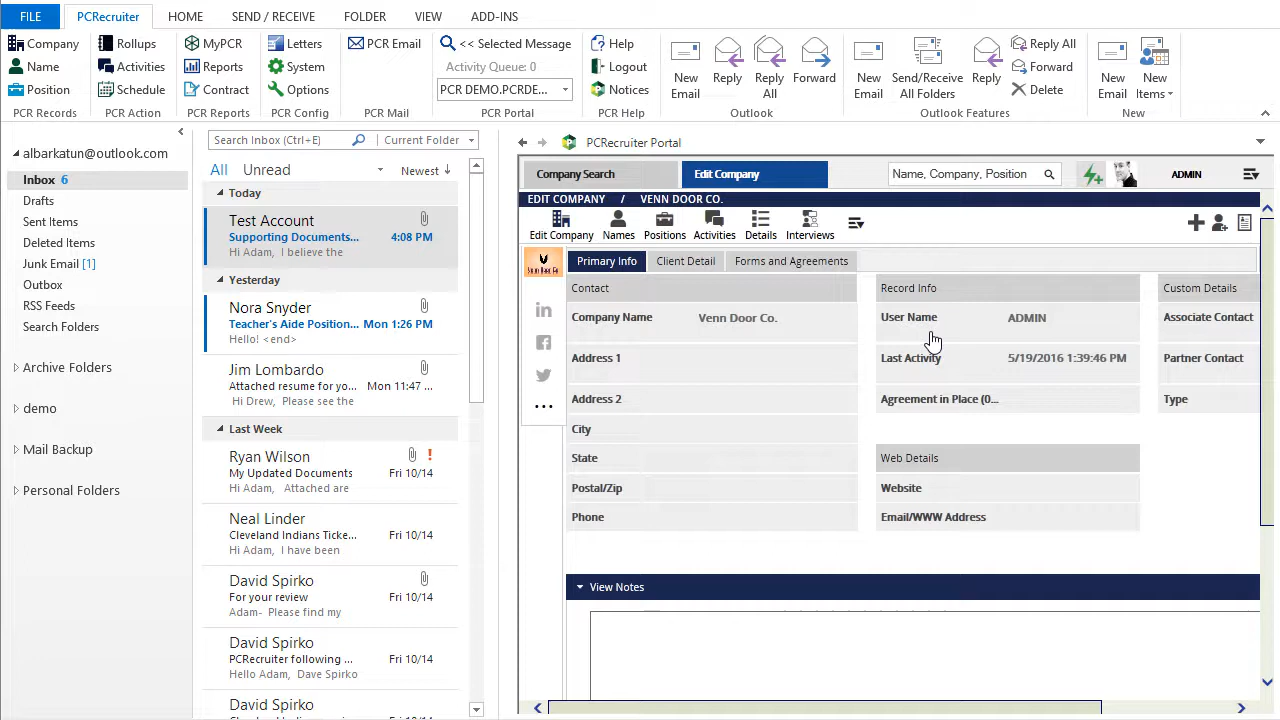 FILE
PCRecruiter
HOME
SEND / RECEIVE
FOLDER
VIEW
ADD-INS
Company
Rollups
MyPCR
Letters
PCR Email
<< Selected Message
Help
Name
Activities
Reports
System
Activity Queue: 0
Logout
Position
Schedule
Contract
Options
PCR DEMO.PCRDE...
Notices
New Email
Reply
Reply All
Forward
New Email
Send/Receive All Folders
Reply
Reply All
Forward
Delete
New Email
New Items
PCR Records
PCR Action
PCR Reports
PCR Config
PCR Mail
PCR Portal
PCR Help
Outlook
Outlook Features
New
albarkatun@outlook.com
Inbox 6
Drafts
Sent Items
Deleted Items
Junk Email [1]
Outbox
RSS Feeds
Search Folders
Archive Folders
demo
Mail Backup
Personal Folders
Search Inbox (Ctrl+E)
Current Folder
All
Unread
Newest
Today
Test Account
Supporting Documents... 4:08 PM
Hi Adam, I believe the
Yesterday
Nora Snyder
Teacher's Aide Position... Mon 1:26 PM
Hello! <end>
Jim Lombardo
Attached resume for yo... Mon 11:47 ...
Hi Drew, Please see the
Last Week
Ryan Wilson
My Updated Documents Fri 10/14
Hi Adam, Attached are
Neal Linder
Cleveland Indians Ticke... Fri 10/14
Hi Adam, I have been
David Spirko
For your review Fri 10/14
Adam- Please find my
David Spirko
PCRecruiter following ... Fri 10/14
Hello Adam, Dave Spirko
David Spirko
PCRecruiter Portal
Company Search
Edit Company
Name, Company, Position
ADMIN
EDIT COMPANY / VENN DOOR CO.
Edit Company
Names
Positions
Activities
Details
Interviews
Primary Info
Client Detail
Forms and Agreements
Contact
Company Name Venn Door Co.
Address 1
Address 2
City
State
Postal/Zip
Phone
Record Info
User Name ADMIN
Last Activity 5/19/2016 1:39:46 PM
Agreement in Place (0...
Web Details
Website
Email/WWW Address
Custom Details
Associate Contact
Partner Contact
Type
View Notes